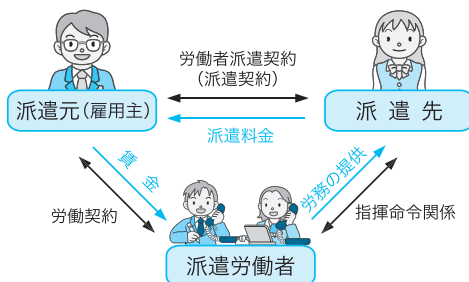 労働者派遣契約
(派遣契約)
派遣元(雇用主)
派遣先
派遣料金
賃金
労務の提供
労働契約
指揮命令関係
派遣労働者